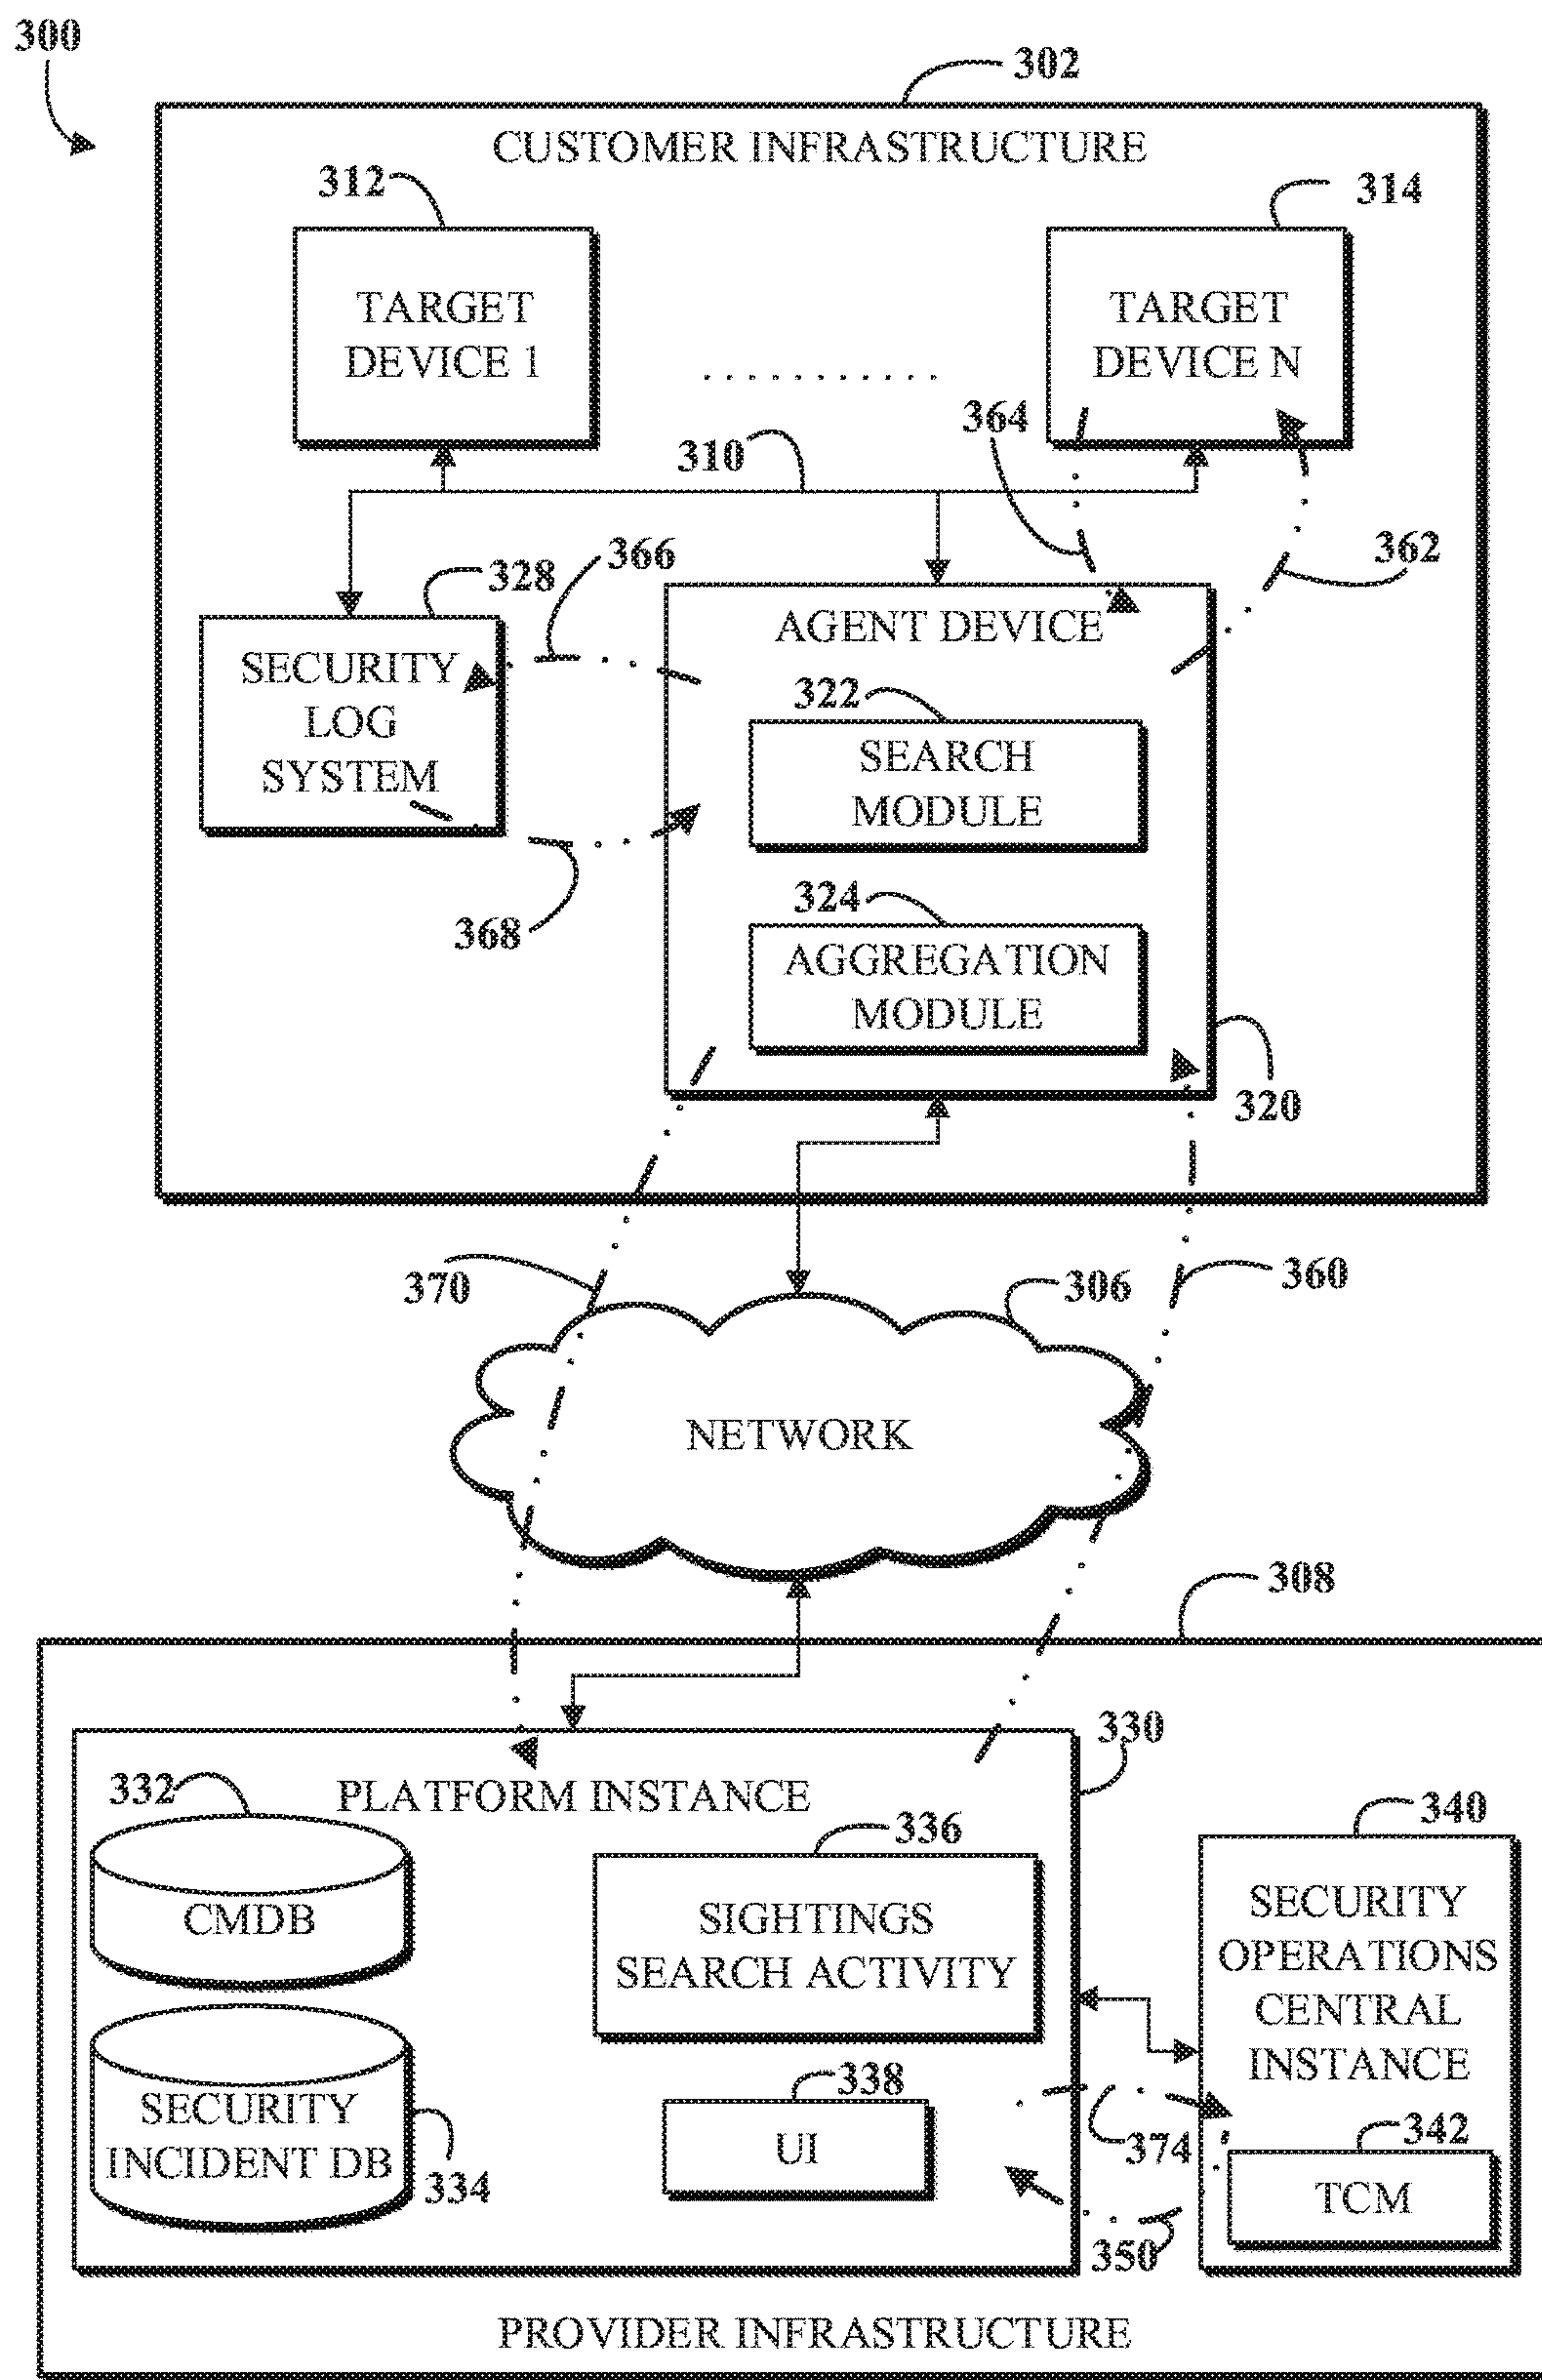 300
302
CUSTOMER INFRASTRUCTURE
312
314
TARGET
DEVICE 1
TARGET
DEVICE N
..........
310
364
362
366
328
AGENT DEVICE
SECURITY
LOG
SYSTEM
322
SEARCH
MODULE
368
324
AGGREGATION
MODULE
320
370
306
360
NETWORK
308
330
332
PLATFORM INSTANCE
336
340
CMDB
SIGHTINGS
SEARCH ACTIVITY
SECURITY
OPERATIONS
CENTRAL
INSTANCE
338
SECURITY
INCIDENT DB
334
UI
374
342
TCM
350
PROVIDER INFRASTRUCTURE